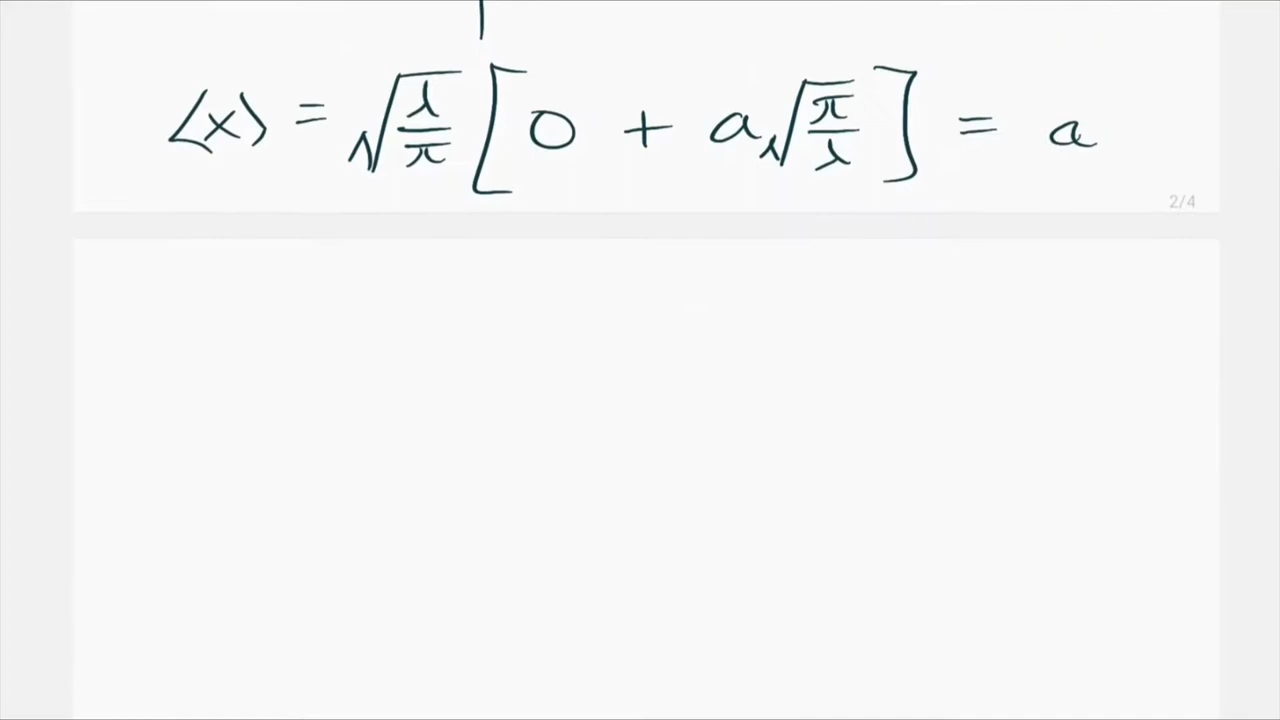 ⟨x⟩ = √(λ/π) [0 + a√(π/λ)] = a
2/4